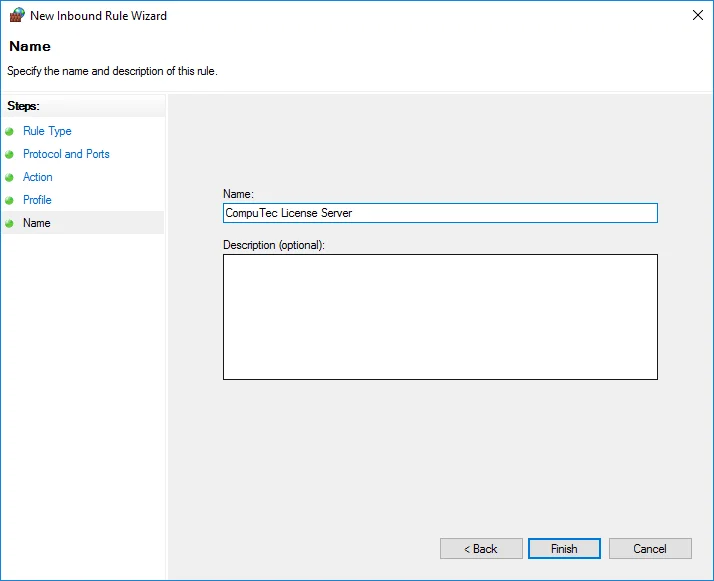 New Inbound Rule Wizard
Name
Specify the name and description of this rule.
Steps:
Rule Type
Protocol and Ports
Action
Profile
Name
Name:
CompuTec License Server
Description (optional):
< Back
Finish
Cancel